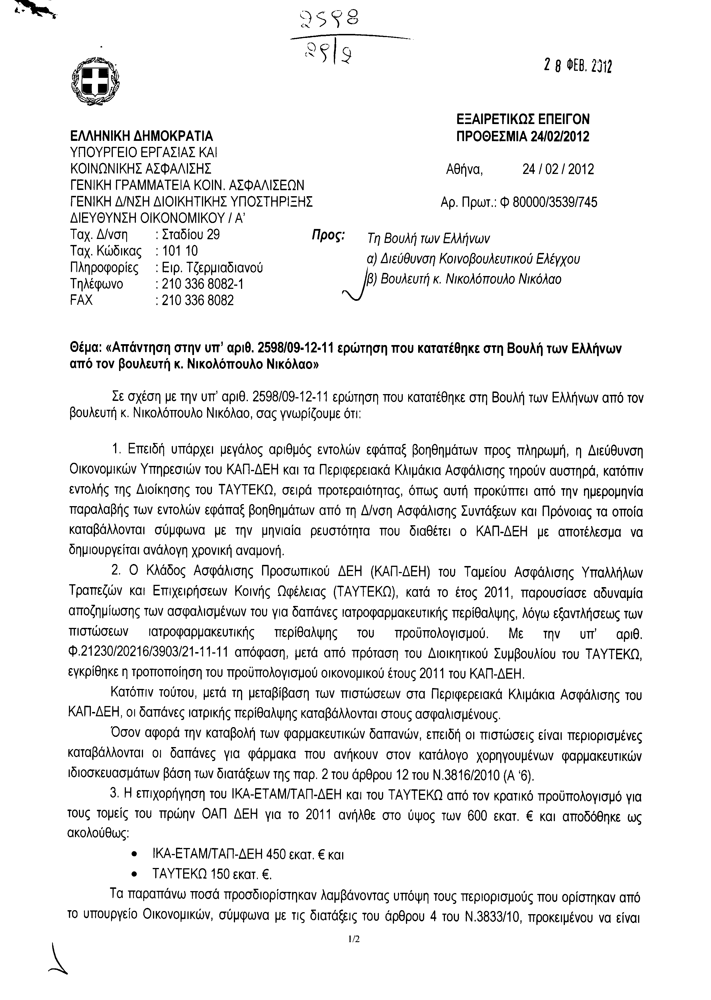 2598
29/2
28 ΦΕΒ. 2012
ΕΞΑΙΡΕΤΙΚΩΣ ΕΠΕΙΓΟΝ
ΠΡΟΘΕΣΜΙΑ 24/02/2012
ΕΛΛΗΝΙΚΗ ΔΗΜΟΚΡΑΤΙΑ
ΥΠΟΥΡΓΕΙΟ ΕΡΓΑΣΙΑΣ ΚΑΙ
ΚΟΙΝΩΝΙΚΗΣ ΑΣΦΑΛΙΣΗΣ
ΓΕΝΙΚΗ ΓΡΑΜΜΑΤΕΙΑ ΚΟΙΝ. ΑΣΦΑΛΙΣΕΩΝ
ΓΕΝΙΚΗ Δ/ΝΣΗ ΔΙΟΙΚΗΤΙΚΗΣ ΥΠΟΣΤΗΡΙΞΗΣ
ΔΙΕΥΘΥΝΣΗ ΟΙΚΟΝΟΜΙΚΟΥ / Α’
Ταχ. Δ/νση : Σταδίου 29
Ταχ. Κώδικας : 101 10
Πληροφορίες : Ειρ. Τζερμιαδιανού
Τηλέφωνο : 210 336 8082-1
FAX : 210 336 8082
Αθήνα, 24 / 02 / 2012
Αρ. Πρωτ.: Φ 80000/3539/745
Προς: Τη Βουλή των Ελλήνων
α) Διεύθυνση Κοινοβουλευτικού Ελέγχου
β) Βουλευτή κ. Νικολόπουλο Νικόλαο
Θέμα: «Απάντηση στην υπ’ αριθ. 2598/09-12-11 ερώτηση που κατατέθηκε στη Βουλή των Ελλήνων
από τον βουλευτή κ. Νικολόπουλο Νικόλαο»
Σε σχέση με την υπ’ αριθ. 2598/09-12-11 ερώτηση που κατατέθηκε στη Βουλή των Ελλήνων από τον
βουλευτή κ. Νικολόπουλο Νικόλαο, σας γνωρίζουμε ότι:
1. Επειδή υπάρχει μεγάλος αριθμός εντολών εφάπαξ βοηθημάτων προς πληρωμή, η Διεύθυνση
Οικονομικών Υπηρεσιών του ΚΑΠ-ΔΕΗ και τα Περιφερειακά Κλιμάκια Ασφάλισης τηρούν αυστηρά, κατόπιν
εντολής της Διοίκησης του ΤΑΥΤΕΚΩ, σειρά προτεραιότητας, όπως αυτή προκύπτει από την ημερομηνία
παραλαβής των εντολών εφάπαξ βοηθημάτων από τη Δ/νση Ασφάλισης Συντάξεων και Πρόνοιας τα οποία
καταβάλλονται σύμφωνα με την μηνιαία ρευστότητα που διαθέτει ο ΚΑΠ-ΔΕΗ με αποτέλεσμα να
δημιουργείται ανάλογη χρονική αναμονή.
2. Ο Κλάδος Ασφάλισης Προσωπικού ΔΕΗ (ΚΑΠ-ΔΕΗ) του Ταμείου Ασφάλισης Υπαλλήλων
Τραπεζών και Επιχειρήσεων Κοινής Ωφέλειας (ΤΑΥΤΕΚΩ), κατά το έτος 2011, παρουσίασε αδυναμία
αποζημίωσης των ασφαλισμένων του για δαπάνες ιατροφαρμακευτικής περίθαλψης, λόγω εξαντλήσεως των
πιστώσεων ιατροφαρμακευτικής περίθαλψης του προϋπολογισμού. Με την υπ’ αριθ.
Φ.21230/20216/3903/21-11-11 απόφαση, μετά από πρόταση του Διοικητικού Συμβουλίου του ΤΑΥΤΕΚΩ,
εγκρίθηκε η τροποποίηση του προϋπολογισμού οικονομικού έτους 2011 του ΚΑΠ-ΔΕΗ.
Κατόπιν τούτου, μετά τη μεταβίβαση των πιστώσεων στα Περιφερειακά Κλιμάκια Ασφάλισης του
ΚΑΠ-ΔΕΗ, οι δαπάνες ιατρικής περίθαλψης καταβάλλονται στους ασφαλισμένους.
Όσον αφορά την καταβολή των φαρμακευτικών δαπανών, επειδή οι πιστώσεις είναι περιορισμένες
καταβάλλονται οι δαπάνες για φάρμακα που ανήκουν στον κατάλογο χορηγουμένων φαρμακευτικών
ιδιοσκευασμάτων βάση των διατάξεων της παρ. 2 του άρθρου 12 του Ν.3816/2010 (Α ‘6).
3. Η επιχορήγηση του ΙΚΑ-ΕΤΑΜ/ΤΑΠ-ΔΕΗ και του ΤΑΥΤΕΚΩ από τον κρατικό προϋπολογισμό για
τους τομείς του πρώην ΟΑΠ ΔΕΗ για το 2011 ανήλθε στο ύψος των 600 εκατ. € και αποδόθηκε ως
ακολούθως:
• ΙΚΑ-ΕΤΑΜ/ΤΑΠ-ΔΕΗ 450 εκατ. € και
• ΤΑΥΤΕΚΩ 150 εκατ. €.
Τα παραπάνω ποσά προσδιορίστηκαν λαμβάνοντας υπόψη τους περιορισμούς που ορίστηκαν από
το υπουργείο Οικονομικών, σύμφωνα με τις διατάξεις του άρθρου 4 του Ν.3833/10, προκειμένου να είναι
1/2